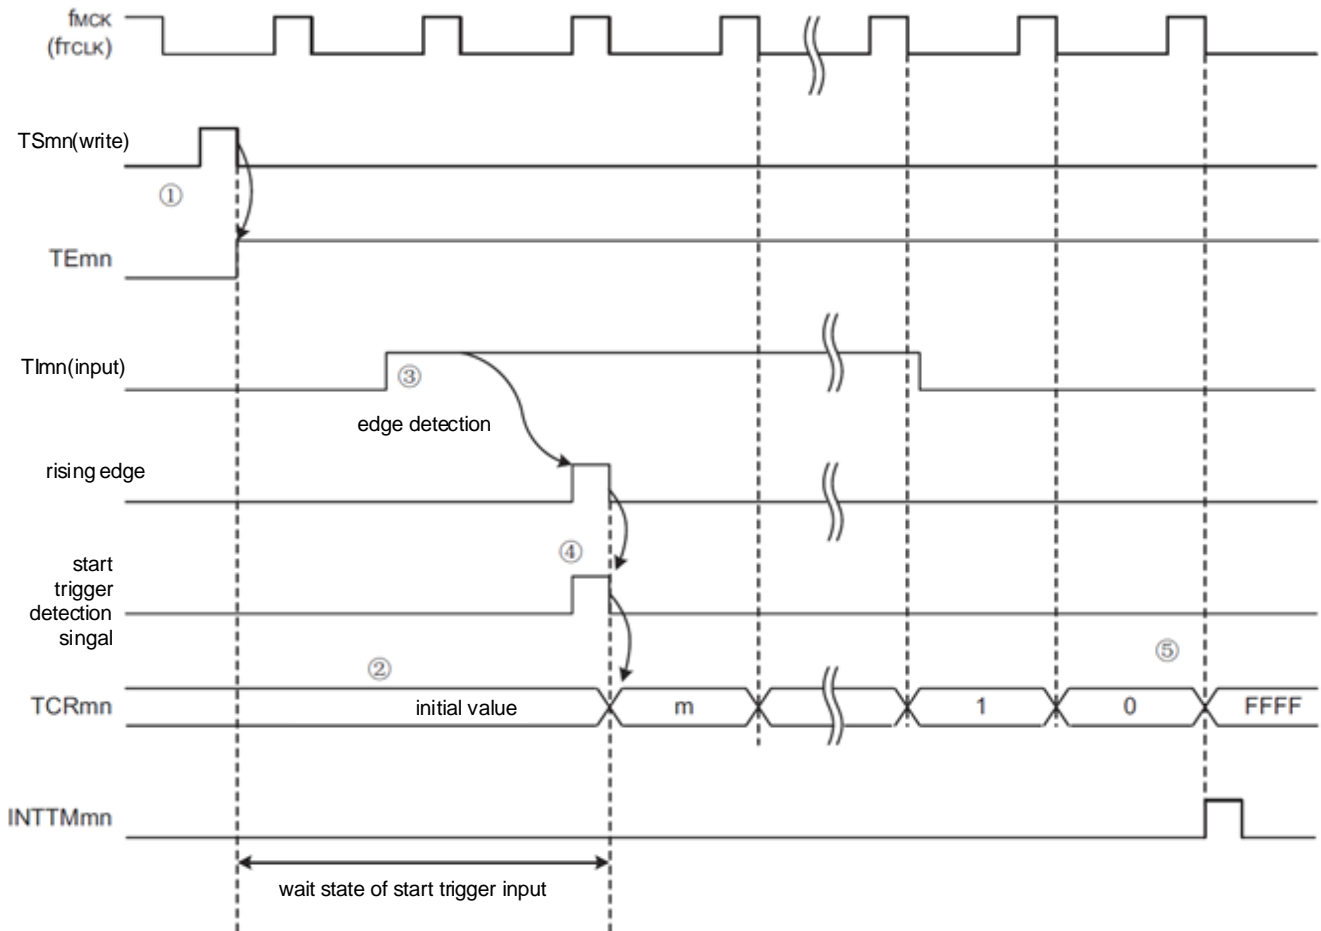 fMCK
(fTCLK)
TSmn(write)
①
TEmn
TImn(input)
③
edge detection
rising edge
④
start
trigger
detection
singal
②
⑤
TCRmn
initial value
m
1
0
FFFF
INTTMmn
wait state of start trigger input